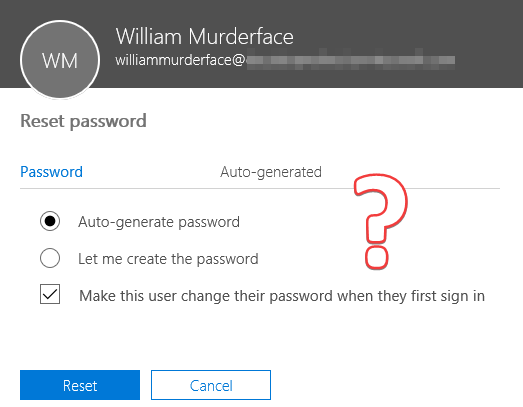 WM
William Murderface
williammurderface@
Reset password
Password Auto-generated
?
Auto-generate password
Let me create the password
Make this user change their password when they first sign in
Reset Cancel